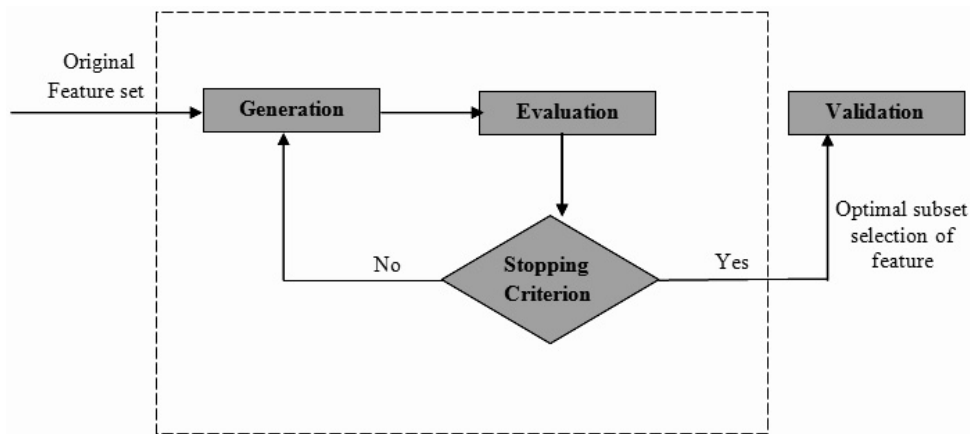 Original
Feature set
Generation
Evaluation
Validation
Optimal subset
selection of
feature
No
Stopping
Criterion
Yes